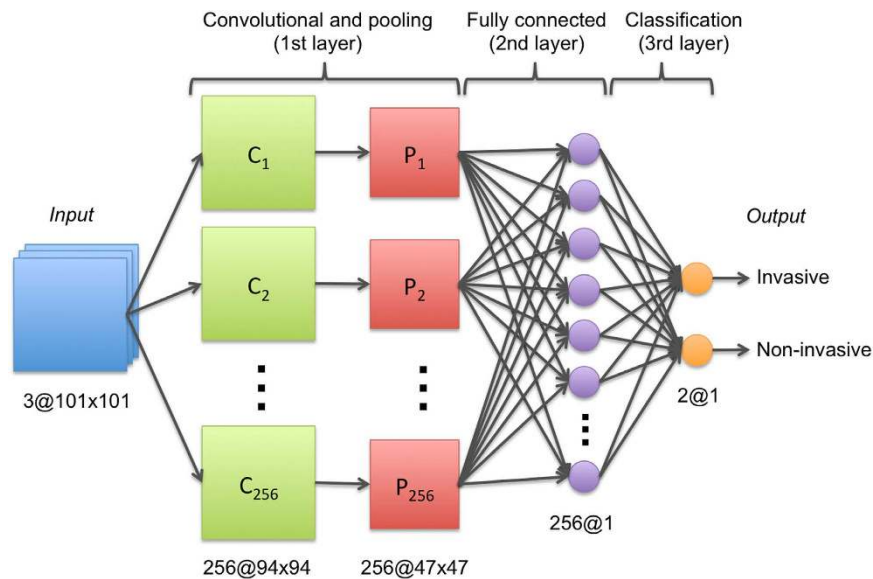 Convolutional and pooling
(1st layer)
Fully connected
(2nd layer)
Classification
(3rd layer)
Input
3@101x101
C₁
P₁
C₂
P₂
C₂₅₆
P₂₅₆
256@94x94
256@47x47
256@1
2@1
Output
Invasive
Non-invasive